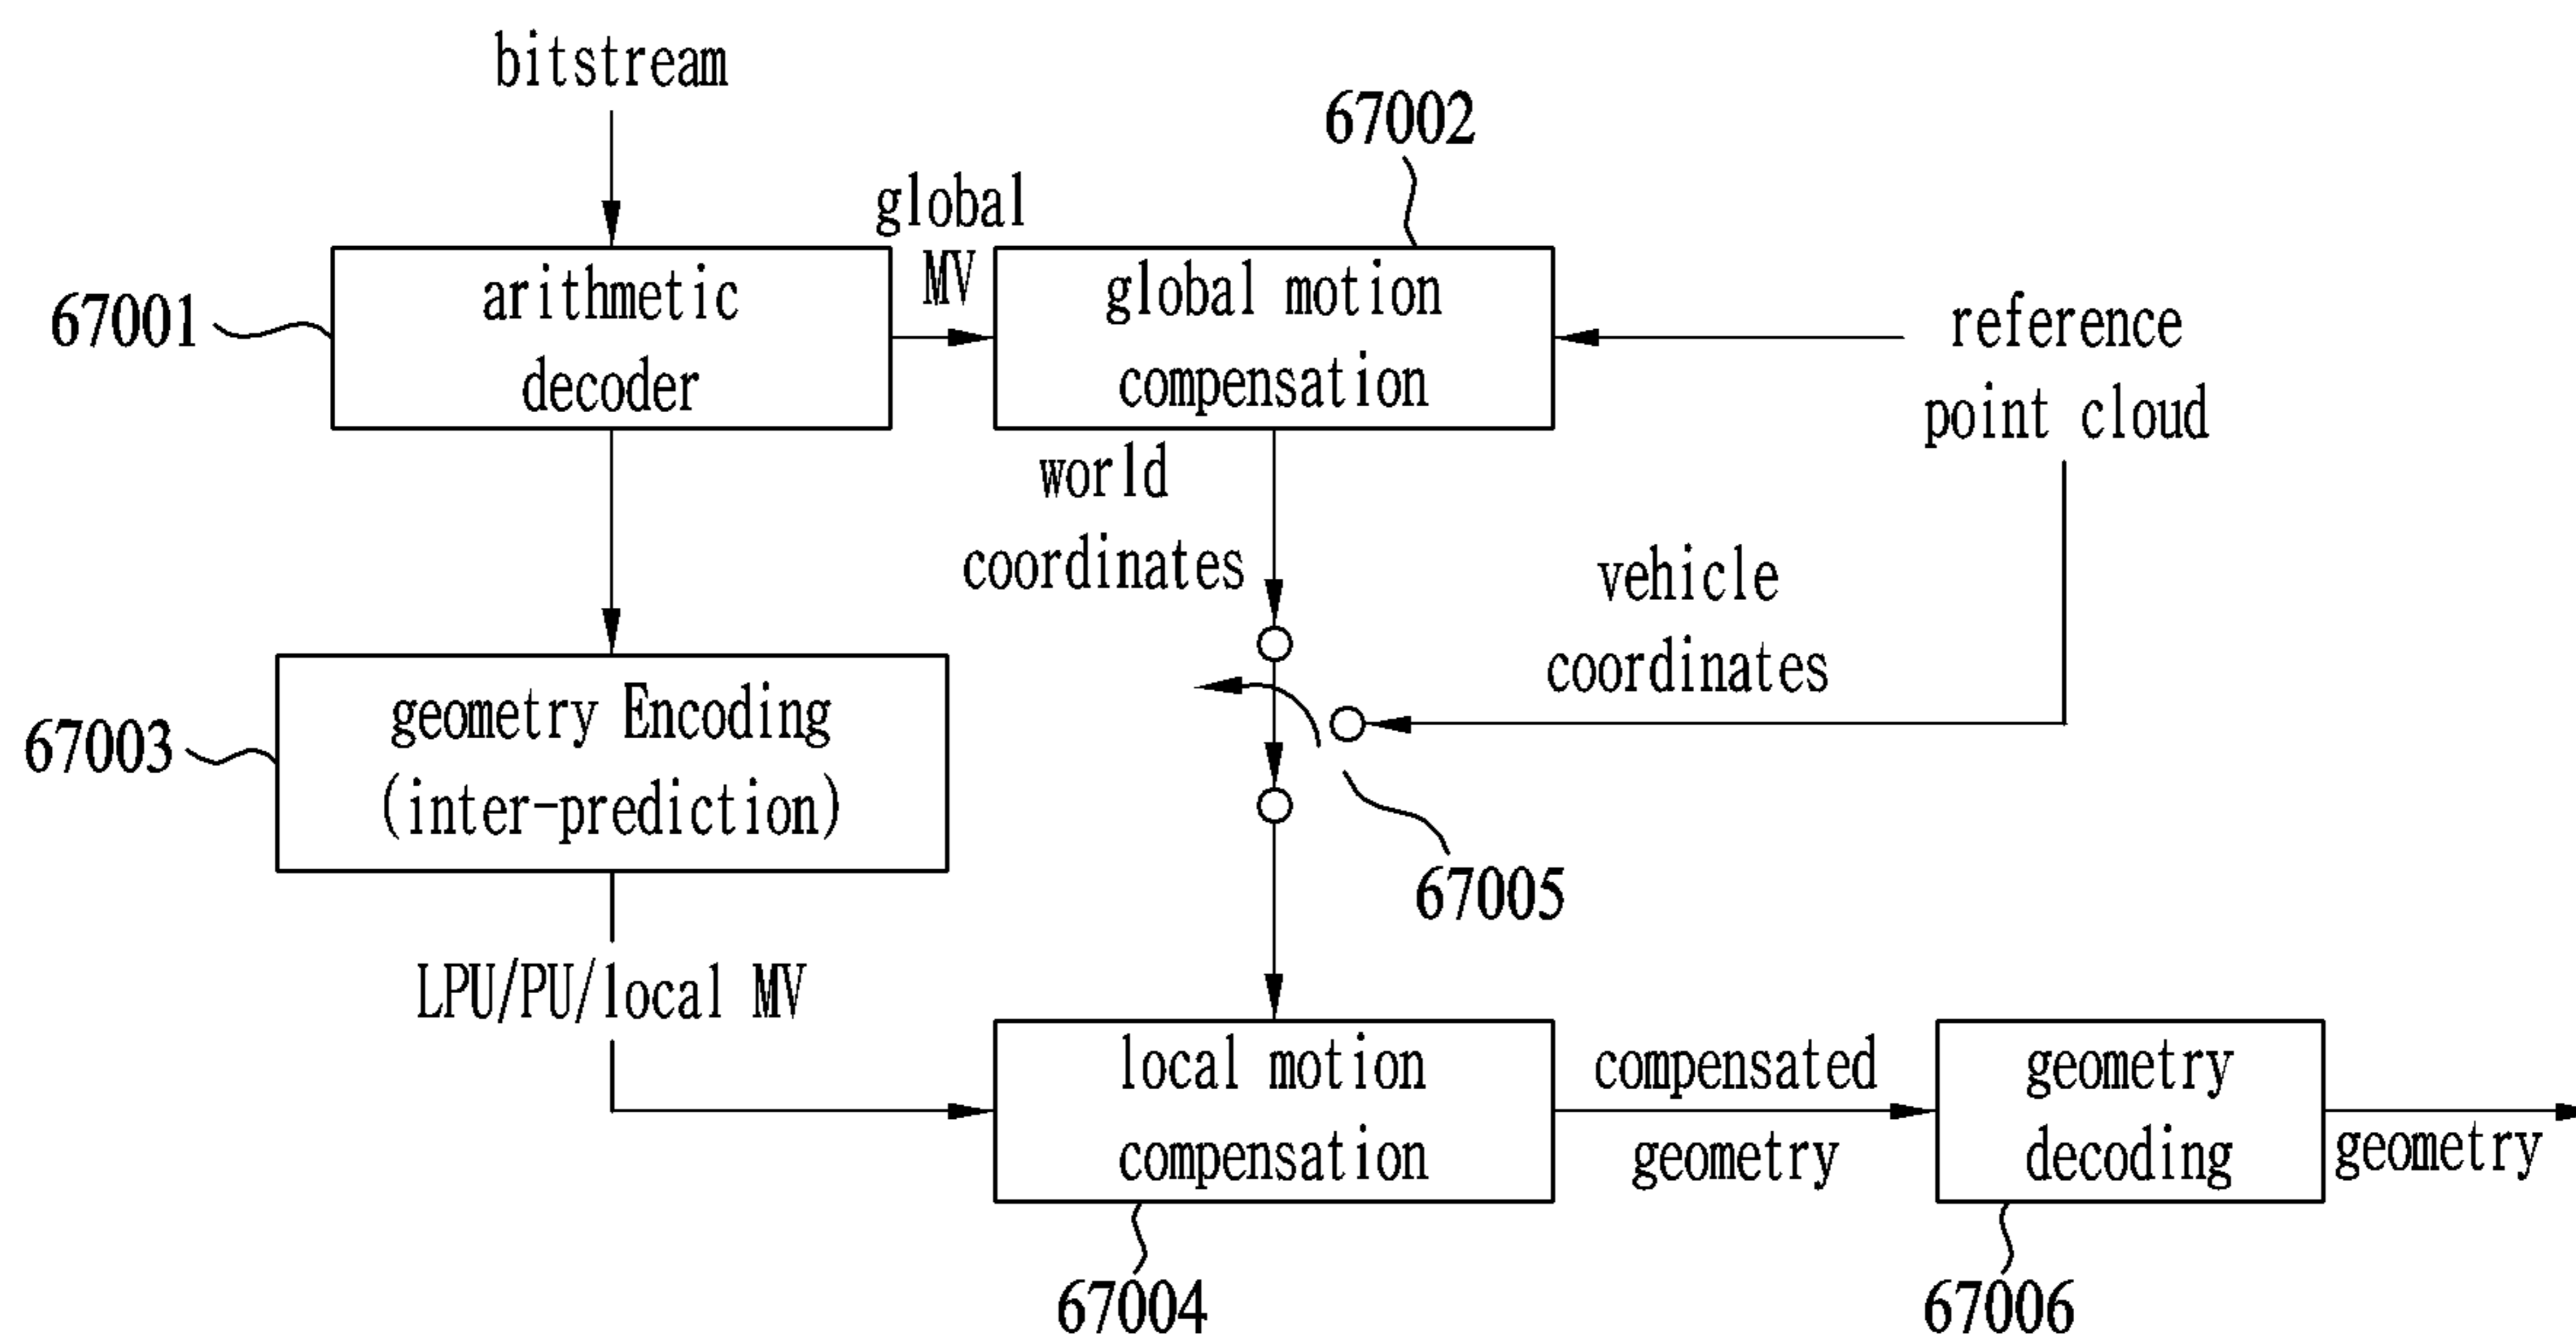 bitstream
67002
global
MV
67001
arithmetic
decoder
global motion
compensation
reference
point cloud
world
coordinates
vehicle
coordinates
67003
geometry Encoding
(inter-prediction)
67005
LPU/PU/local MV
local motion
compensation
compensated
geometry
geometry
decoding
geometry
67004
67006